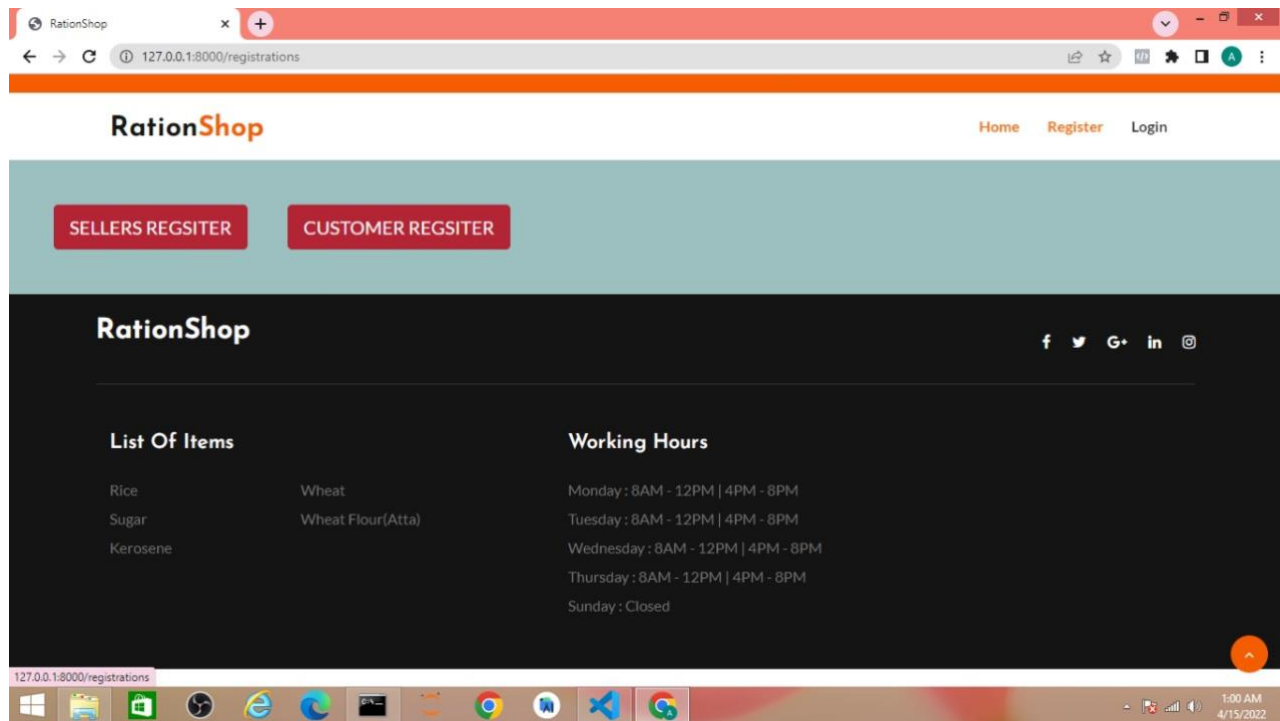 RationShop
127.0.0.1:8000/registrations
A
RationShop
Home Register Login
SELLERS REGSITER CUSTOMER REGSITER
RationShop
f G+ in
List Of Items Working Hours
Rice Wheat Monday : 8AM - 12PM | 4PM - 8PM
Sugar Wheat Flour(Atta) Tuesday : 8AM - 12PM | 4PM - 8PM
Kerosene Wednesday : 8AM - 12PM | 4PM - 8PM
Thursday : 8AM - 12PM | 4PM - 8PM
Sunday : Closed
127.0.0.1:8000/registrations
1:00 AM
4/15/2022